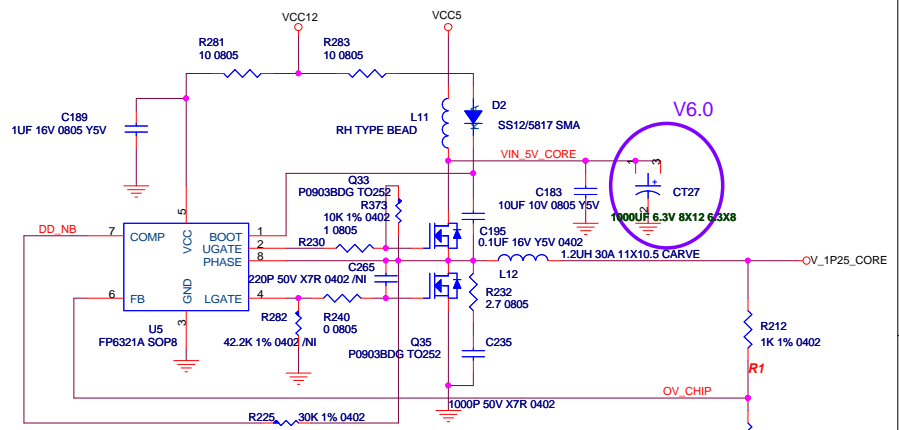 VCC12
VCC5
R281
10 0805
R283
10 0805
V6.0
C189
1UF 16V 0805 Y5V
L11
RH TYPE BEAD
D2
SS12/5817 SMA
VIN_5V_CORE
1
3
Q33
P0903BDG TO252
R373
10K 1% 0402
1 0805
C183
10UF 10V 0805 Y5V
+
CT27
2
1000UF 6.3V 8X12 6.3X8
5
DD_NB
7
COMP
VCC
BOOT
1
UGATE
2
R230
PHASE
8
C195
0.1UF 16V Y5V 0402
1.2UH 30A 11X10.5 CARVE
V_1P25_CORE
C265
220P 50V X7R 0402 /NI
L12
6
FB
GND
LGATE
4
R232
2.7 0805
3
R282
42.2K 1% 0402 /NI
R240
0 0805
R212
1K 1% 0402
U5
FP6321A SOP8
Q35
P0903BDG TO252
C235
R1
OV_CHIP
1000P 50V X7R 0402
R225
30K 1% 0402